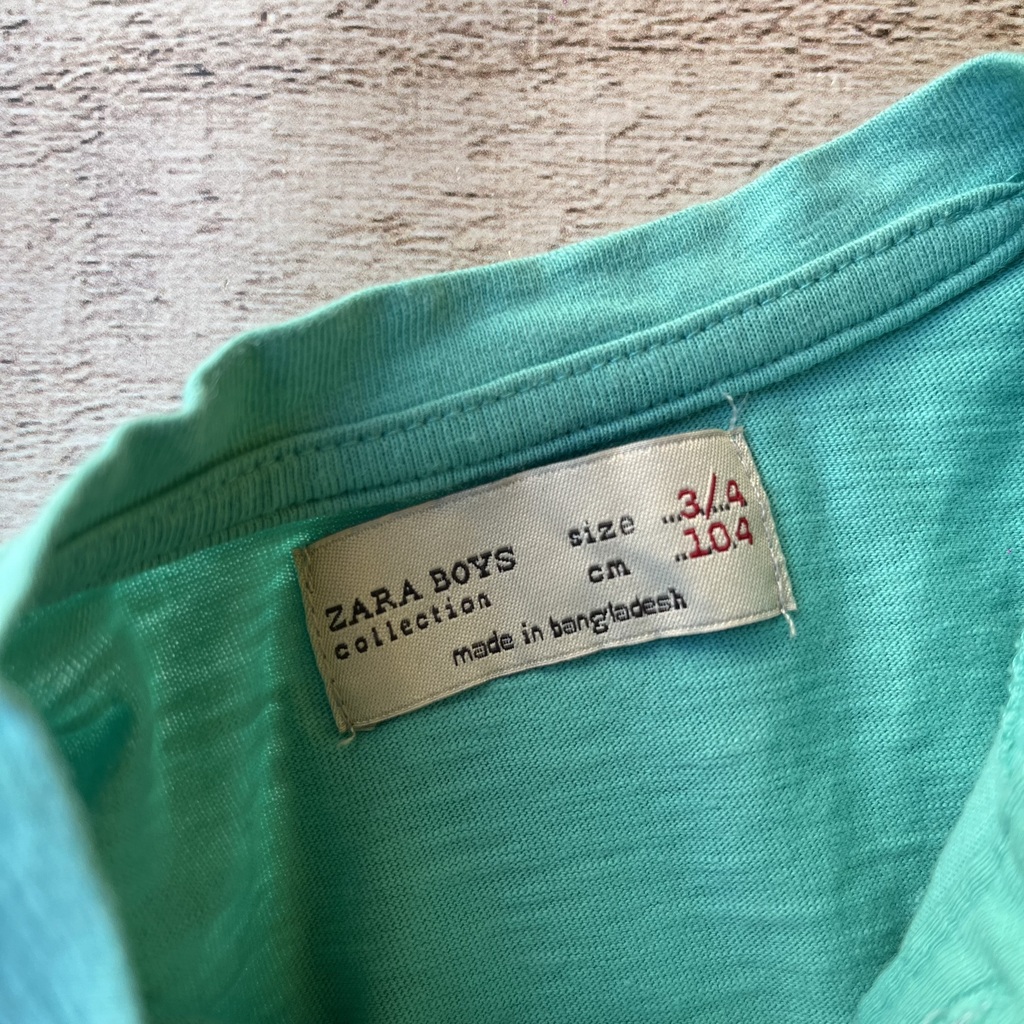 ZARA BOYS
collection
size ...3/4
cm ..104
made in bangladesh